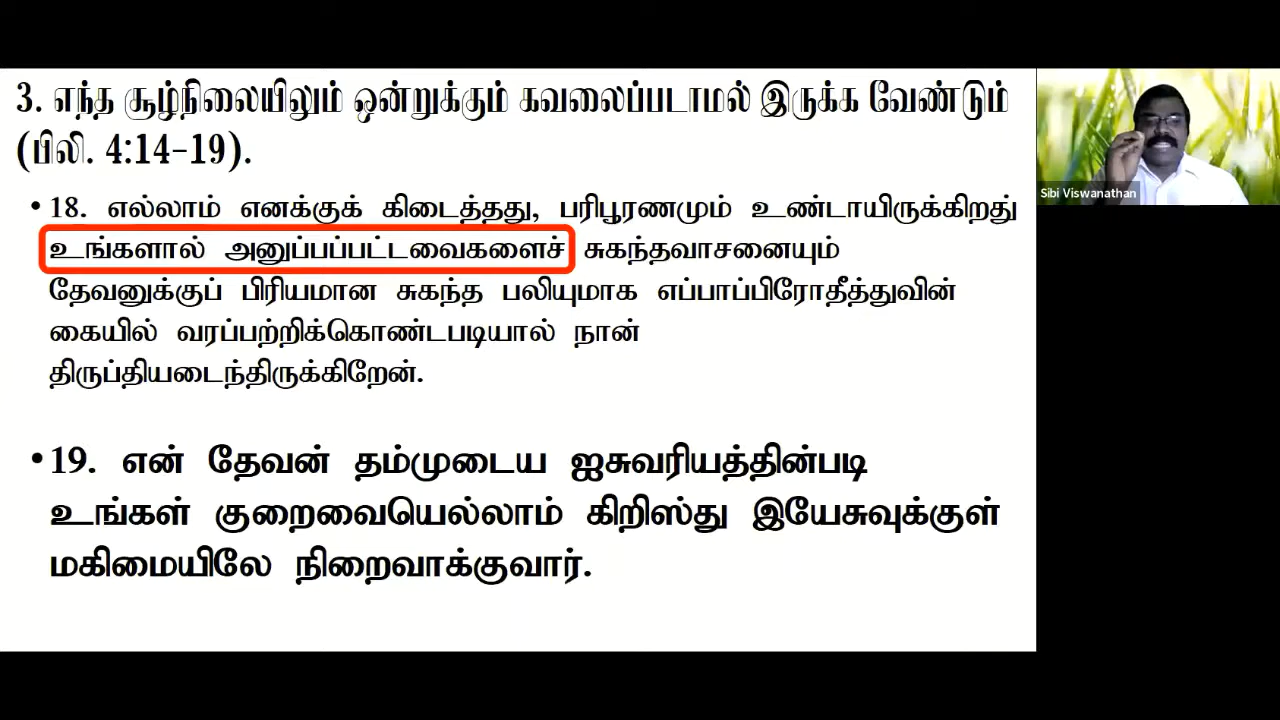 3. எந்த சூழ்நிலையிலும் ஒன்றுக்கும் கவலைப்படாமல் இருக்க வேண்டும்
(பிலி. 4:14-19).
• 18. எல்லாம் எனக்குக் கிடைத்தது, பரிபூரணமும் உண்டாயிருக்கிறது
உங்களால் அனுப்பப்பட்டவைகளைச் சுகந்தவாசனையும்
தேவனுக்குப் பிரியமான சுகந்த பலியுமாக எப்பாப்பிரோதீத்துவின்
கையில் வரப்பற்றிக்கொண்டபடியால் நான்
திருப்தியடைந்திருக்கிறேன்.
• 19. என் தேவன் தம்முடைய ஐசுவரியத்தின்படி
உங்கள் குறைவையெல்லாம் கிறிஸ்து இயேசுவுக்குள்
மகிமையிலே நிறைவாக்குவார்.
Sibi Viswanathan